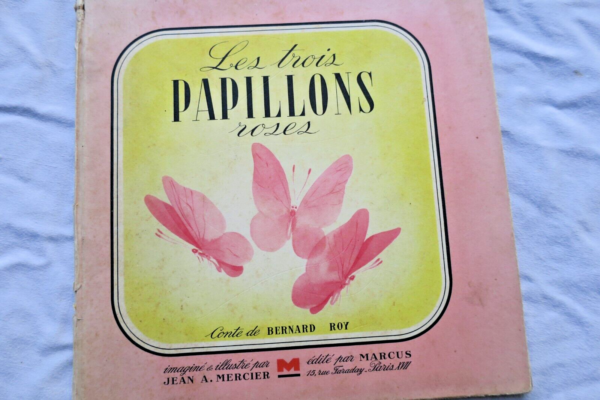 Les trois
PAPILLONS
roses
Conte de BERNARD ROY
imaginé & illustré par
JEAN A. MERCIER
M
édité par MARCUS
15, rue Faraday. Paris. XVII